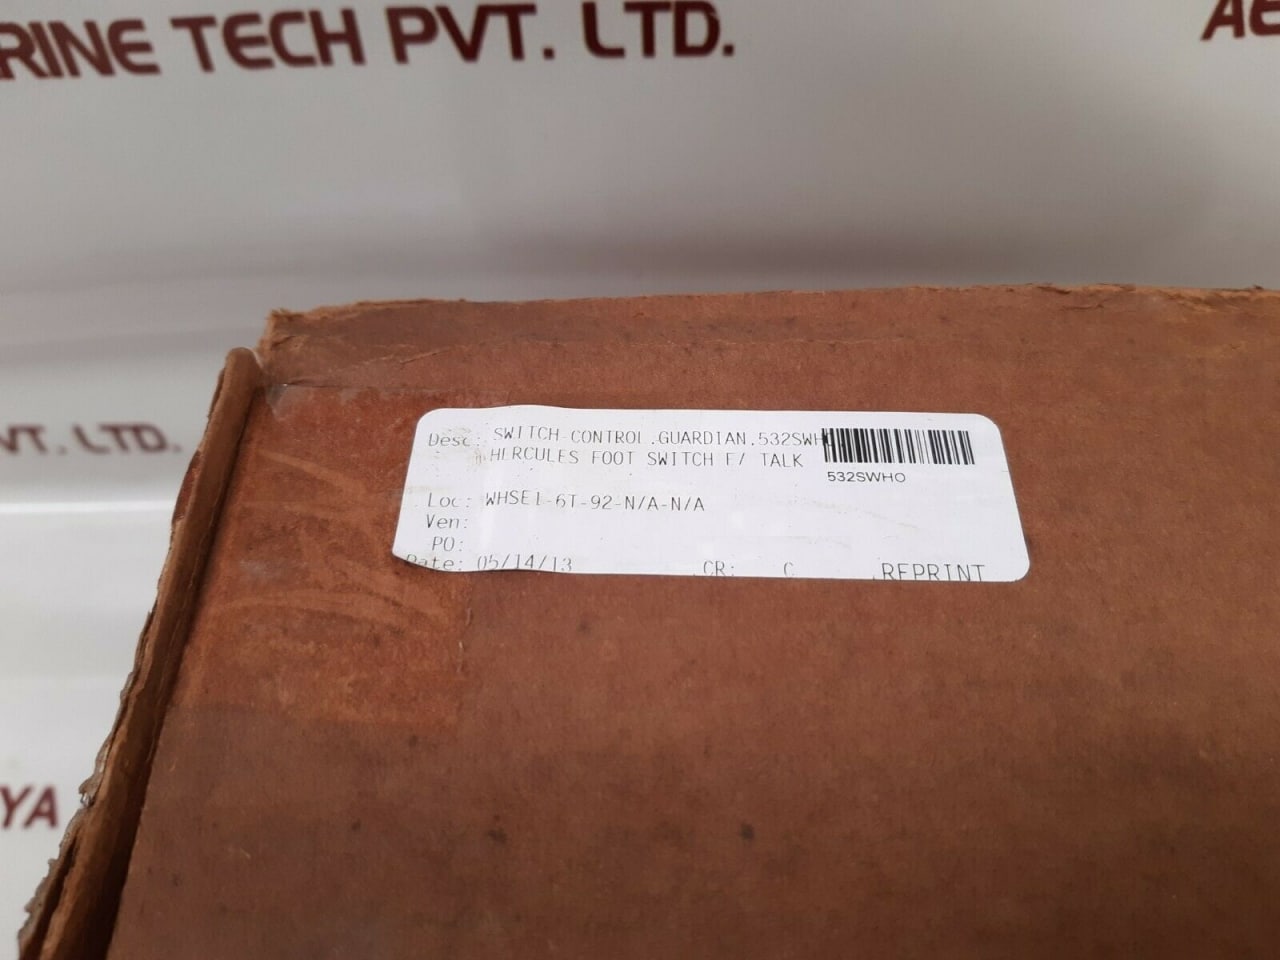 RINE TECH PVT. LTD.
AE
VT. LTD.
YA
Desc: SWITCH-CONTROL,GUARDIAN,532SWH
HERCULES FOOT SWITCH F/ TALK
532SWHO
Loc: WHSE1-6T-92-N/A-N/A
Ven:
PO:
Date: 05/14/13 CR: C REPRINT